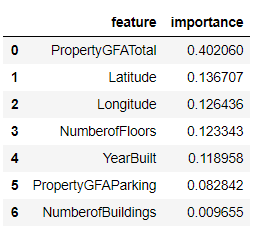 feature importance
0 PropertyGFATotal 0.402060
1 Latitude 0.136707
2 Longitude 0.126436
3 NumberofFloors 0.123343
4 YearBuilt 0.118958
5 PropertyGFAParking 0.082842
6 NumberofBuildings 0.009655